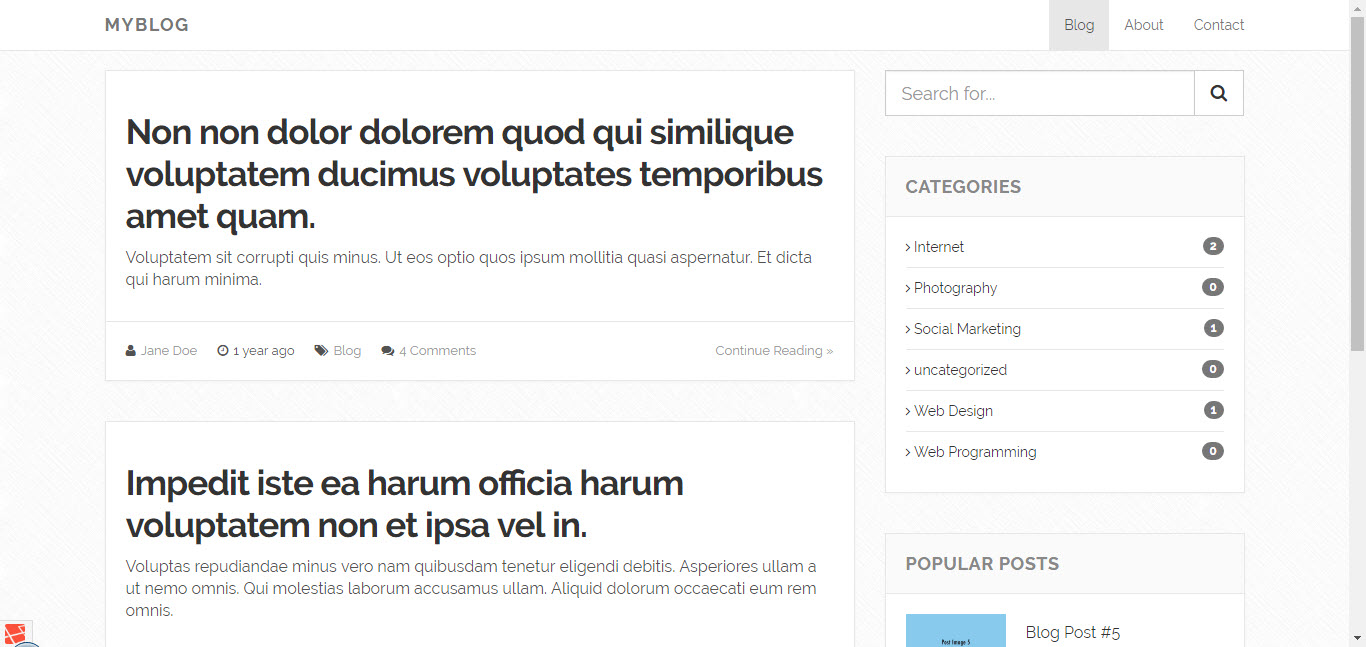 MYBLOG
Blog
About
Contact
Non non dolor dolorem quod qui similique
voluptatem ducimus voluptates temporibus
amet quam.
Voluptatem sit corrupti quis minus. Ut eos optio quos ipsum mollitia quasi aspernatur. Et dicta
qui harum minima.
Jane Doe 1 year ago Blog 4 Comments Continue Reading »
Impedit iste ea harum officia harum
voluptatem non et ipsa vel in.
Voluptas repudiandae minus vero nam quibusdam tenetur eligendi debitis. Asperiores ullam a
ut nemo omnis. Qui molestias laborum accusamus ullam. Aliquid dolorum occaecati eum rem
omnis.
Search for...
CATEGORIES
Internet 2
Photography 0
Social Marketing 1
uncategorized 0
Web Design 1
Web Programming 0
POPULAR POSTS
Post Image 5
Blog Post #5